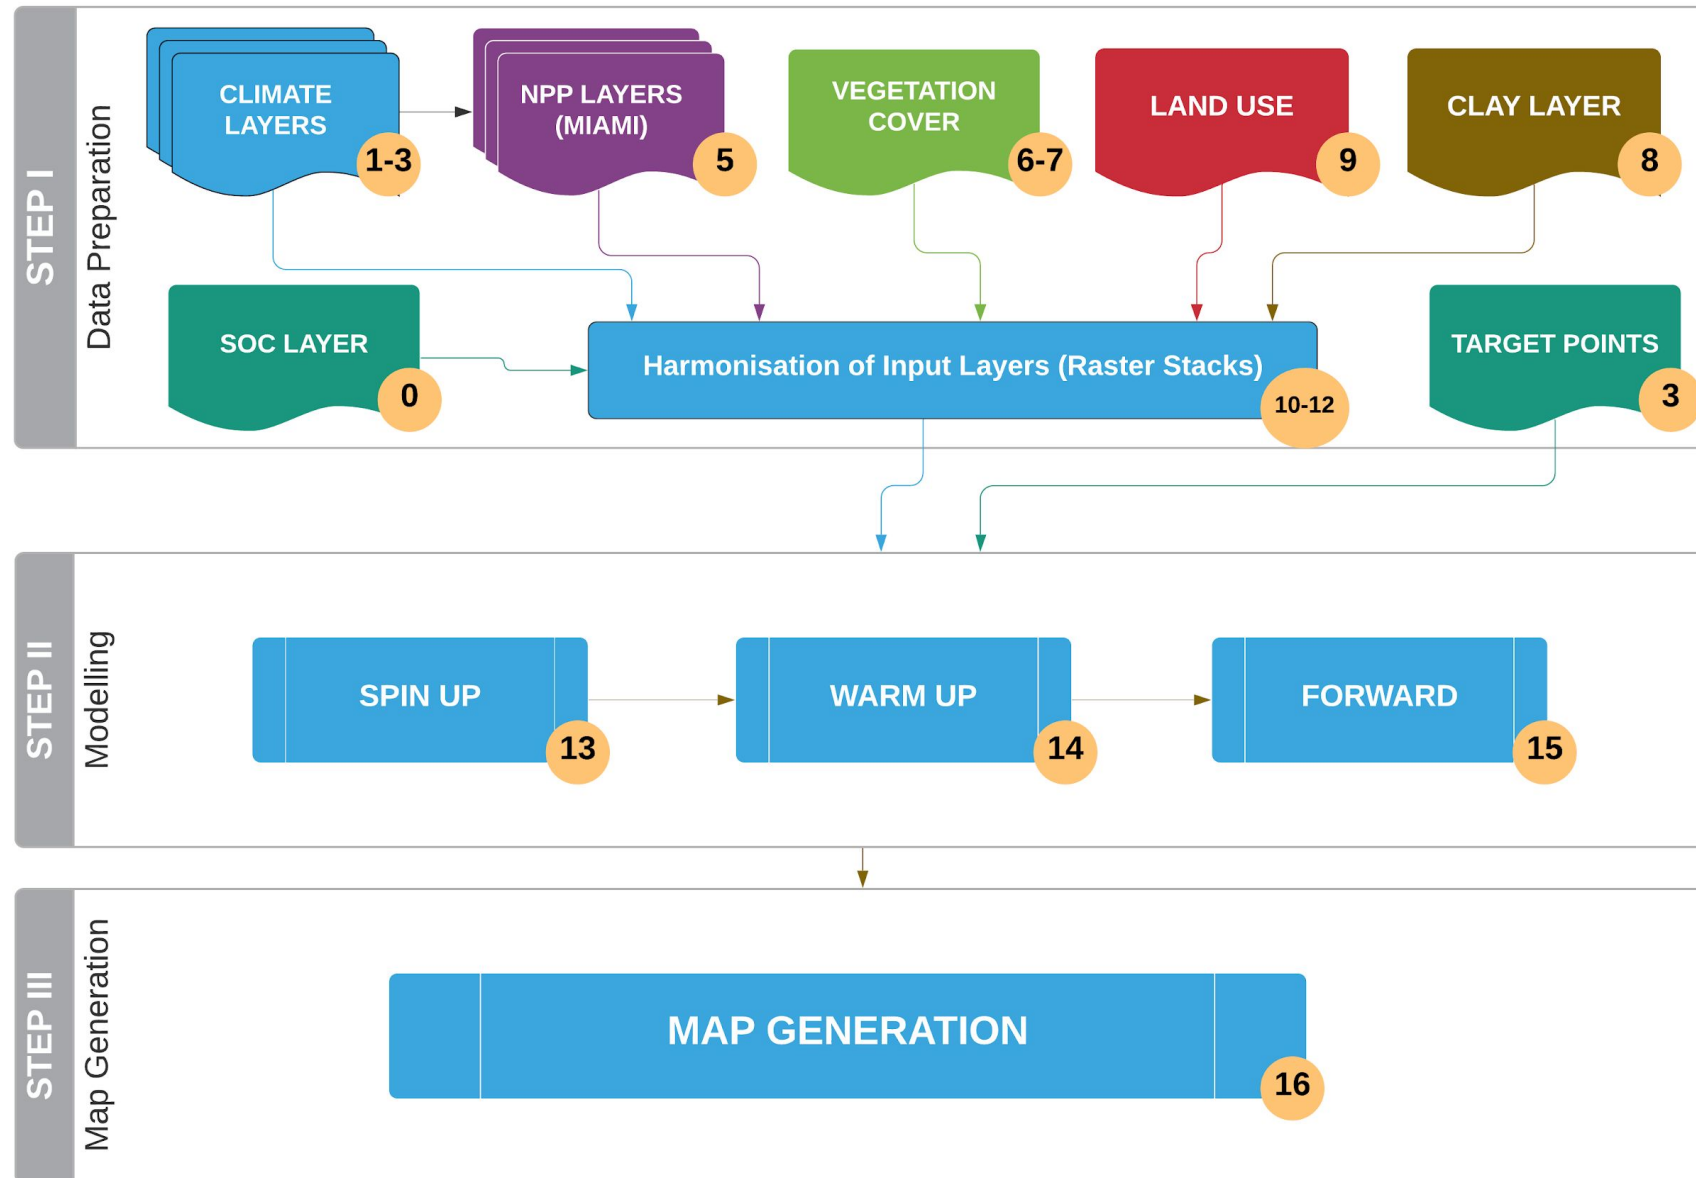 STEP I
Data Preparation
CLIMATE
LAYERS
1-3
NPP LAYERS
(MIAMI)
5
VEGETATION
COVER
6-7
LAND USE
9
CLAY LAYER
8
SOC LAYER
0
Harmonisation of Input Layers (Raster Stacks)
10-12
TARGET POINTS
3
STEP II
Modelling
SPIN UP
13
WARM UP
14
FORWARD
15
STEP III
Map Generation
MAP GENERATION
16